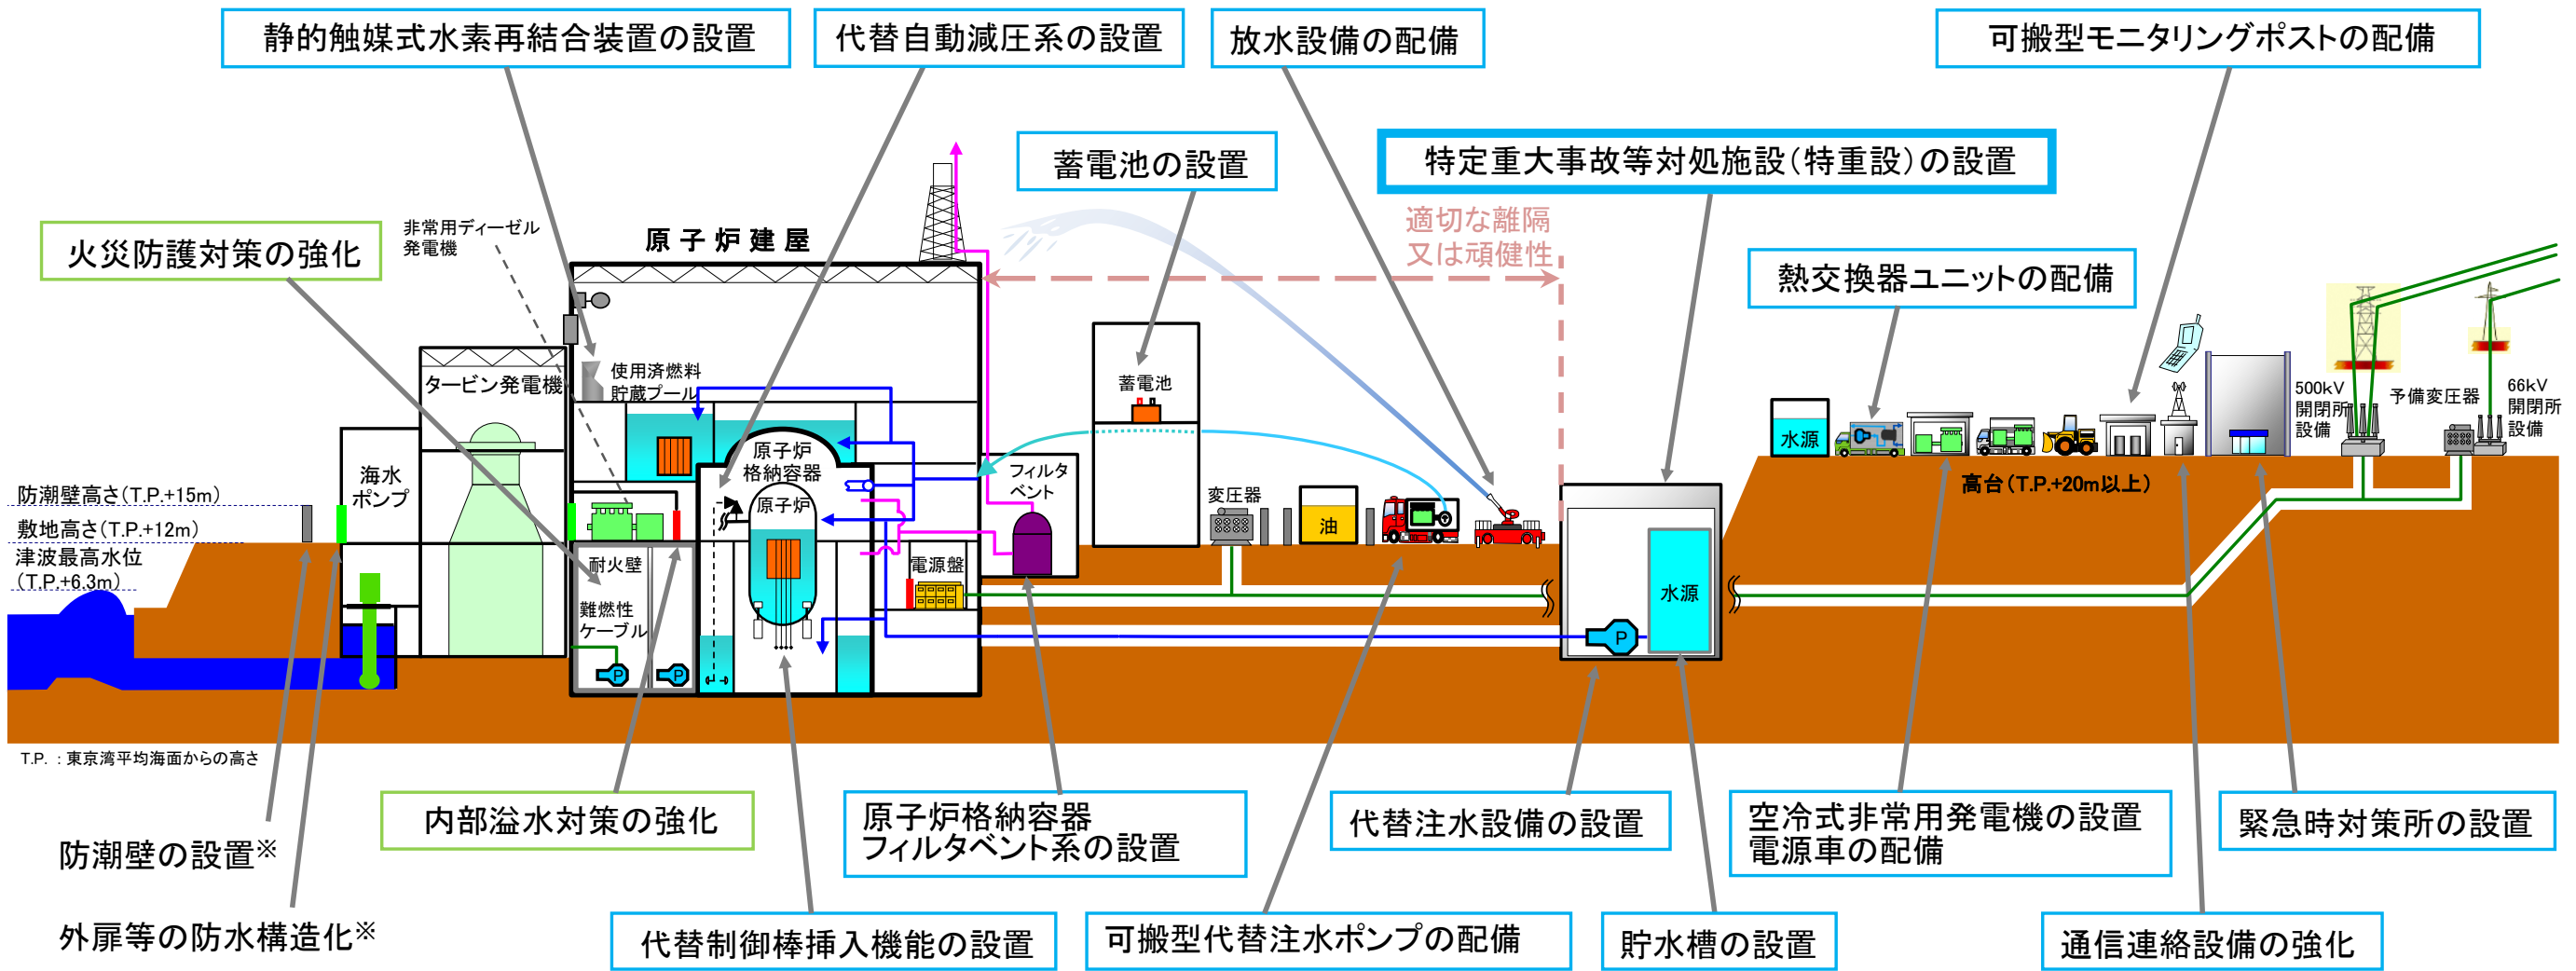 静的触媒式水素再結合装置の設置
代替自動減圧系の設置
放水設備の配備
可搬型モニタリングポストの配備
蓄電池の設置
特定重大事故等対処施設(特重設)の設置
火災防護対策の強化
非常用ディーゼル
発電機
原子炉建屋
適切な離隔
又は頑健性
熱交換器ユニットの配備
タービン発電機
使用済燃料
貯蔵プール
蓄電池
500kV
開閉所
設備
予備変圧器
66kV
開閉所
設備
水源
海水
ポンプ
原子炉
格納容器
原子炉
フィルタ
ベント
変圧器
油
高台(T.P.+20m以上)
防潮壁高さ(T.P.+15m)
敷地高さ(T.P.+12m)
津波最高水位
(T.P.+6.3m)
耐火壁
難燃性
ケーブル
電源盤
水源
P
P
P
T.P. :東京湾平均海面からの高さ
防潮壁の設置※
外扉等の防水構造化※
内部溢水対策の強化
原子炉格納容器
フィルタベント系の設置
代替注水設備の設置
空冷式非常用発電機の設置
電源車の配備
緊急時対策所の設置
代替制御棒挿入機能の設置
可搬型代替注水ポンプの配備
貯水槽の設置
通信連絡設備の強化